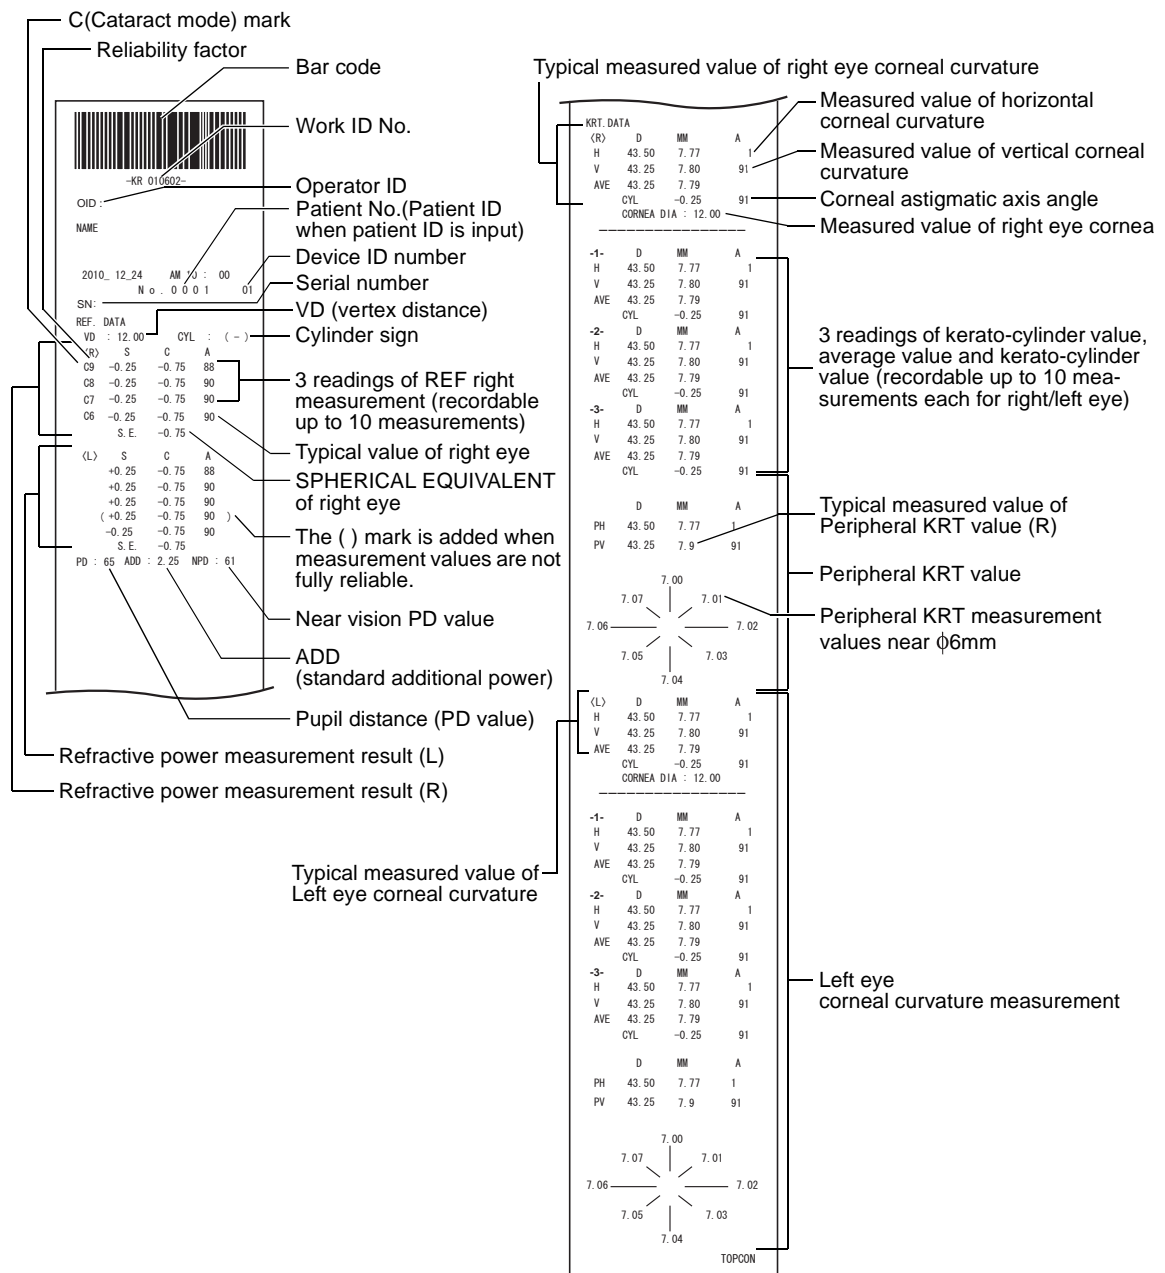 C(Cataract mode) mark
Reliability factor
Bar code
Work ID No.
-KR 010602-
Operator ID
OID :
Patient No.(Patient ID
when patient ID is input)
NAME
Device ID number
2010_ 12_24 AM 10 : 00
No. 0001 01
Serial number
SN:
VD (vertex distance)
REF. DATA
VD : 12.00 CYL : (-)
Cylinder sign
<R> S C A
C9 -0.25 -0.75 88
C8 -0.25 -0.75 90
C7 -0.25 -0.75 90
C6 -0.25 -0.75 90
S.E. -0.75
3 readings of REF right
measurement (recordable
up to 10 measurements)
Typical value of right eye
SPHERICAL EQUIVALENT
of right eye
<L> S C A
+0.25 -0.75 88
+0.25 -0.75 90
+0.25 -0.75 90
( +0.25 -0.75 90 )
-0.25 -0.75 90
S.E. -0.75
PD : 65 ADD : 2.25 NPD : 61
The ( ) mark is added when
measurement values are not
fully reliable.
Near vision PD value
ADD
(standard additional power)
Pupil distance (PD value)
Refractive power measurement result (L)
Refractive power measurement result (R)
Typical measured value of right eye corneal curvature
KRT.DATA
<R> D MM A
H 43.50 7.77 1
V 43.25 7.80 91
AVE 43.25 7.79
CYL -0.25 91
CORNEA DIA : 12.00
Measured value of horizontal
corneal curvature
Measured value of vertical corneal
curvature
Corneal astigmatic axis angle
Measured value of right eye cornea
-1- D MM A
H 43.50 7.77 1
V 43.25 7.80 91
AVE 43.25 7.79
CYL -0.25 91
-2- D MM A
H 43.50 7.77 1
V 43.25 7.80 91
AVE 43.25 7.79
CYL -0.25 91
-3- D MM A
H 43.50 7.77 1
V 43.25 7.80 91
AVE 43.25 7.79
CYL -0.25 91
3 readings of kerato-cylinder value,
average value and kerato-cylinder
value (recordable up to 10 mea-
surements each for right/left eye)
D MM A
PH 43.50 7.77 1
PV 43.25 7.9 91
Typical measured value of
Peripheral KRT value (R)
Peripheral KRT value
7.00
7.07 7.01
7.06 7.02
7.05 7.03
7.04
Peripheral KRT measurement
values near ϕ6mm
<L> D MM A
H 43.50 7.77 1
V 43.25 7.80 91
AVE 43.25 7.79
CYL -0.25 91
CORNEA DIA : 12.00
Typical measured value of
Left eye corneal curvature
-1- D MM A
H 43.50 7.77 1
V 43.25 7.80 91
AVE 43.25 7.79
CYL -0.25 91
-2- D MM A
H 43.50 7.77 1
V 43.25 7.80 91
AVE 43.25 7.79
CYL -0.25 91
-3- D MM A
H 43.50 7.77 1
V 43.25 7.80 91
AVE 43.25 7.79
CYL -0.25 91
Left eye
corneal curvature measurement
D MM A
PH 43.50 7.77 1
PV 43.25 7.9 91
7.00
7.07 7.01
7.06 7.02
7.05 7.03
7.04
TOPCON